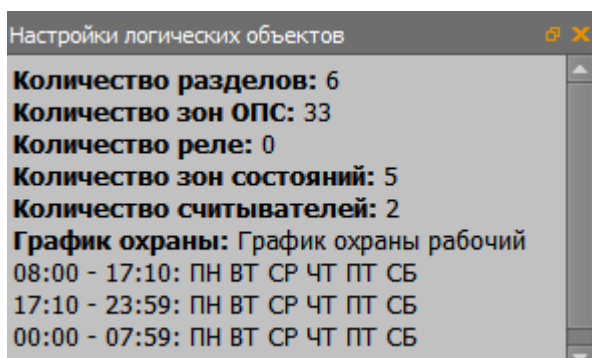 Настройки логических объектов
Количество разделов: 6
Количество зон ОПС: 33
Количество реле: 0
Количество зон состояний: 5
Количество считывателей: 2
График охраны: График охраны рабочий
08:00 - 17:10: ПН ВТ СР ЧТ ПТ СБ
17:10 - 23:59: ПН ВТ СР ЧТ ПТ СБ
00:00 - 07:59: ПН ВТ СР ЧТ ПТ СБ